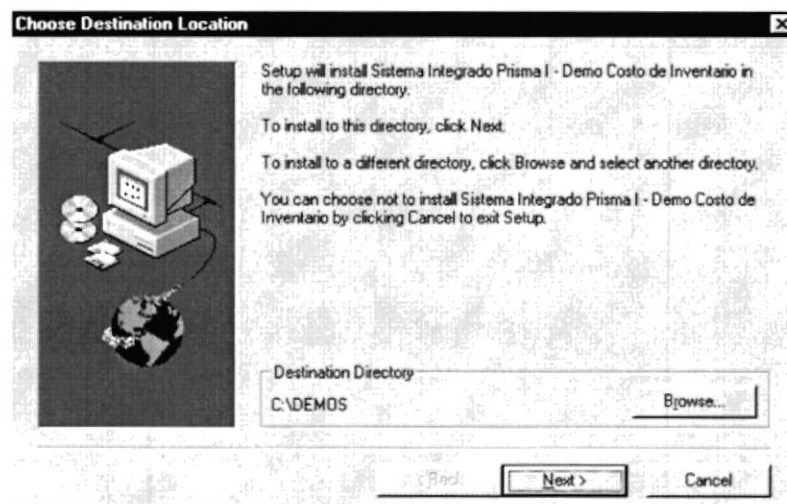 Choose Destination Location
Setup will install Sistema Integrado Prisma I - Demo Costo de
Inventario in
the following directory.
To install to this directory, click Next.
To install to a different directory, click Browse and select another directory.
You can choose not to install Sistema Integrado Prisma I - Demo Costo de
Inventario by clicking Cancel to exit Setup.
Destination Directory
C:\DEMOS
Browse...
< Back
Next >
Cancel